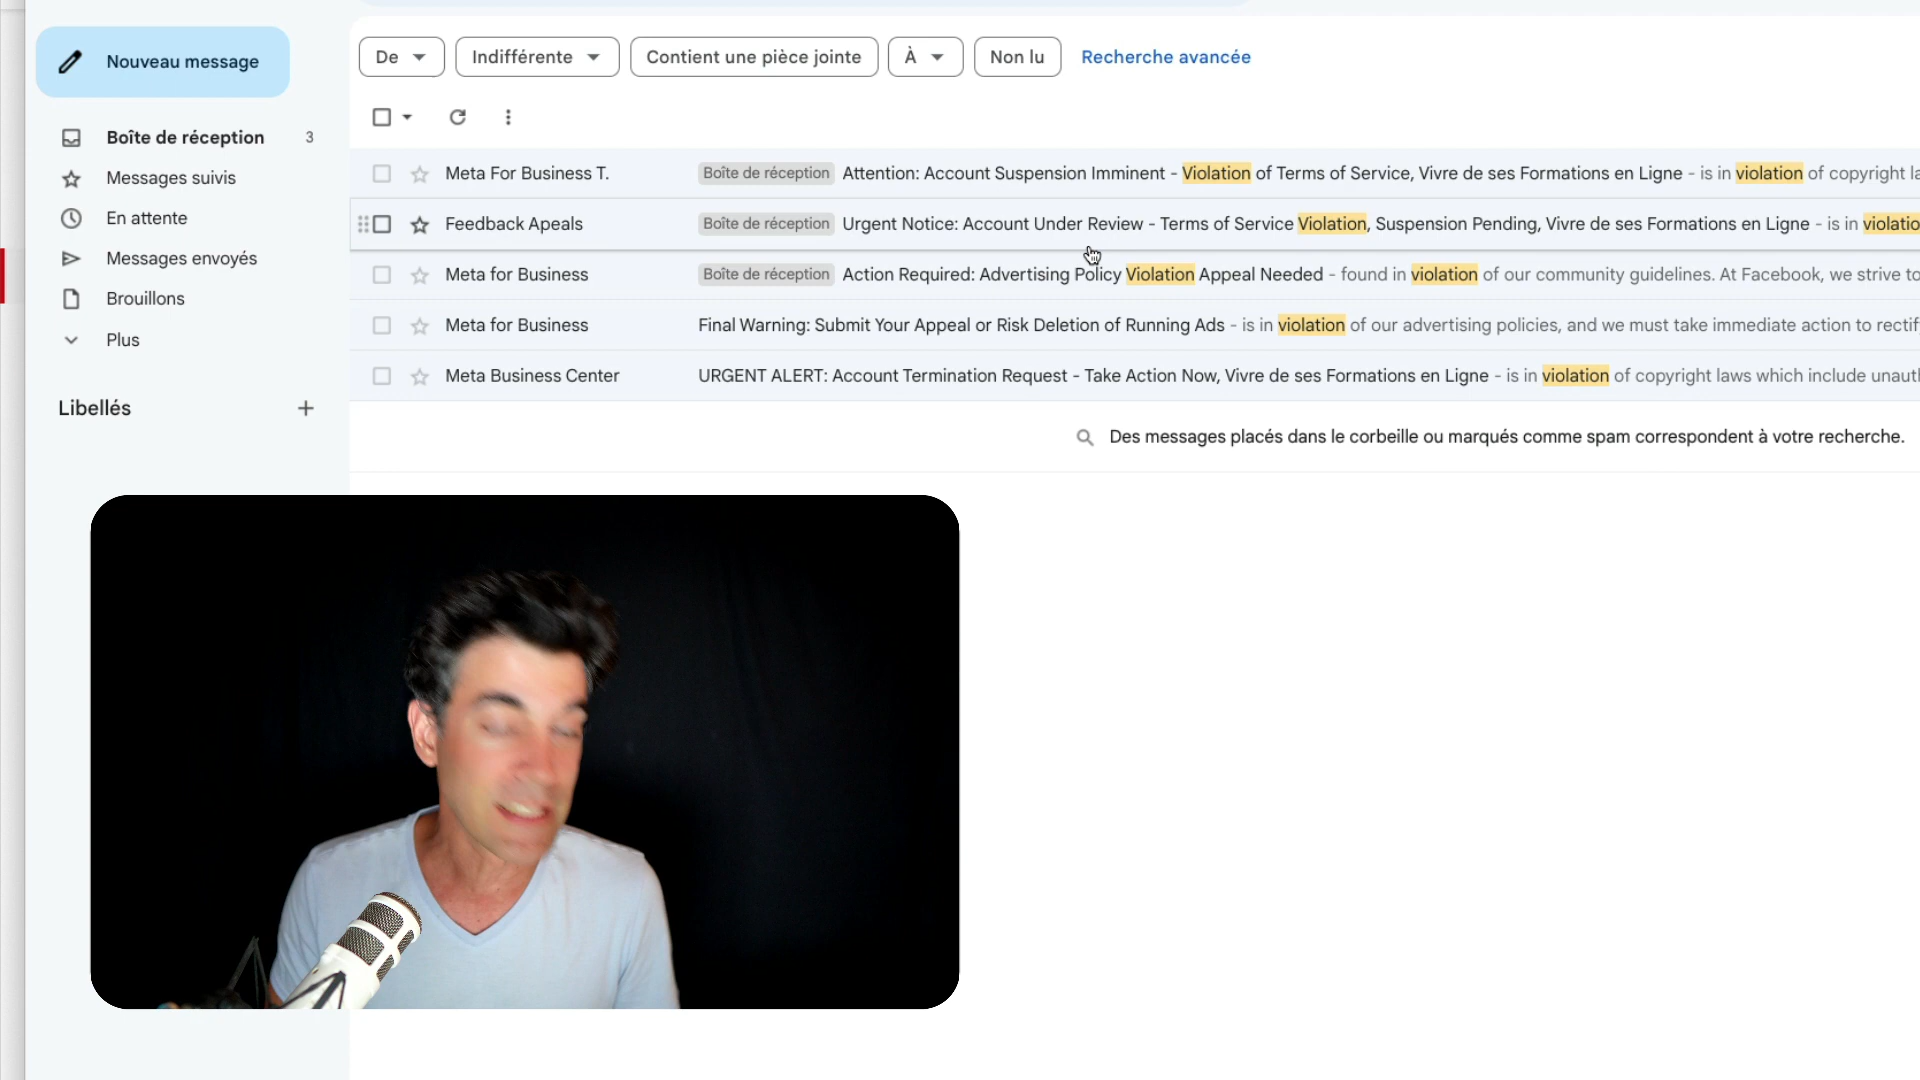 Nouveau message
De
Indifférente
Contient une pièce jointe
À
Non lu
Recherche avancée
Boîte de réception 3
Messages suivis
En attente
Messages envoyés
Brouillons
Plus
Libellés
Meta For Business T. Boîte de réception Attention: Account Suspension Imminent - Violation of Terms of Service, Vivre de ses Formations en Ligne - is in violation of copyright
Feedback Apeals Boîte de réception Urgent Notice: Account Under Review - Terms of Service Violation, Suspension Pending, Vivre de ses Formations en Ligne - is in violatio
Meta for Business Boîte de réception Action Required: Advertising Policy Violation Appeal Needed - found in violation of our community guidelines. At Facebook, we strive to
Meta for Business Final Warning: Submit Your Appeal or Risk Deletion of Running Ads - is in violation of our advertising policies, and we must take immediate action to rectif
Meta Business Center URGENT ALERT: Account Termination Request - Take Action Now, Vivre de ses Formations en Ligne - is in violation of copyright laws which include unaut
Des messages placés dans le corbeille ou marqués comme spam correspondent à votre recherche.